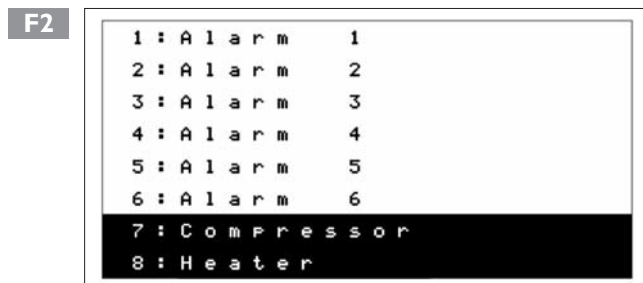 F2
1:Alarm 1
2:Alarm 2
3:Alarm 3
4:Alarm 4
5:Alarm 5
6:Alarm 6
7:Compressor
8:Heater